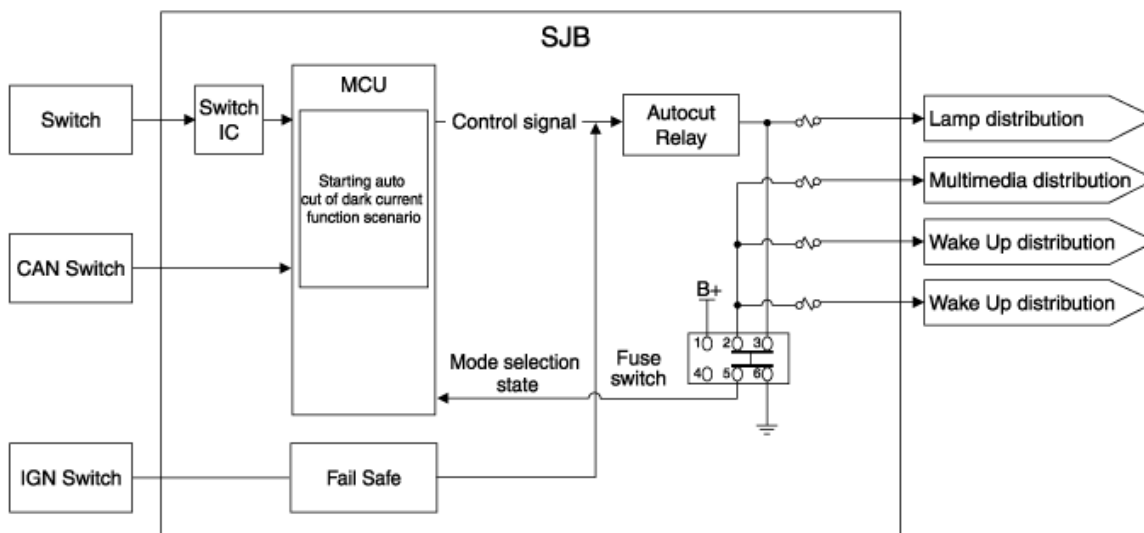 SJB
Switch
Switch
IC
MCU
Starting auto
cut of dark current
function scenario
Control signal
Autocut
Relay
Lamp distribution
Multimedia distribution
Wake Up distribution
Wake Up distribution
CAN Switch
B+
1 2 3
4 5 6
Fuse
switch
Mode selection
state
IGN Switch
Fail Safe